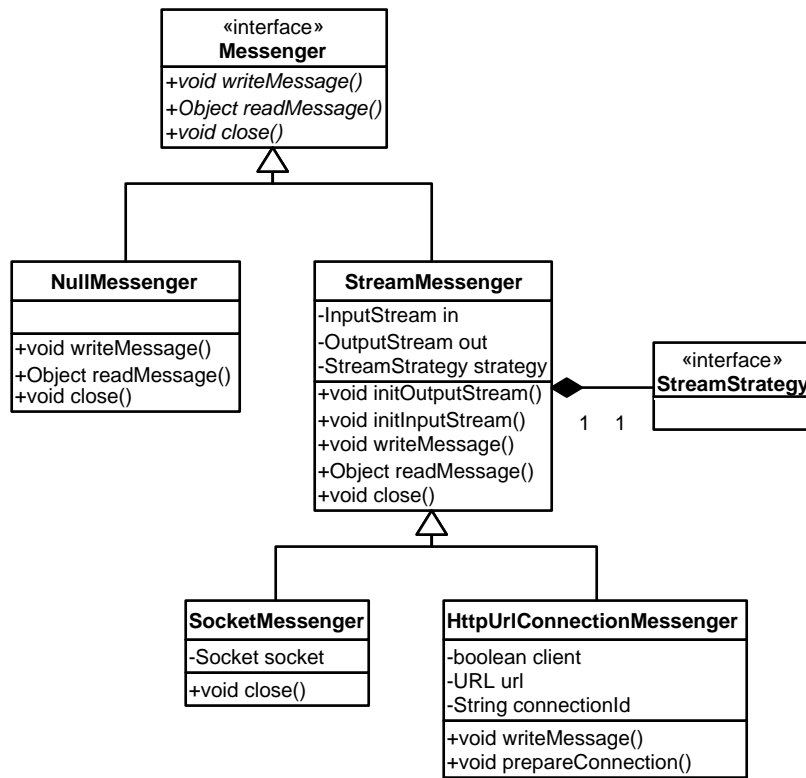 «interface»
Messenger
+void writeMessage()
+Object readMessage()
+void close()
NullMessenger
+void writeMessage()
+Object readMessage()
+void close()
StreamMessenger
-InputStream in
-OutputStream out
-StreamStrategy strategy
+void initOutputStream()
+void initInputStream()
+void writeMessage()
+Object readMessage()
+void close()
1 1
«interface»
StreamStrategy
SocketMessenger
-Socket socket
+void close()
HttpUrlConnectionMessenger
-boolean client
-URL url
-String connectionId
+void writeMessage()
+void prepareConnection()